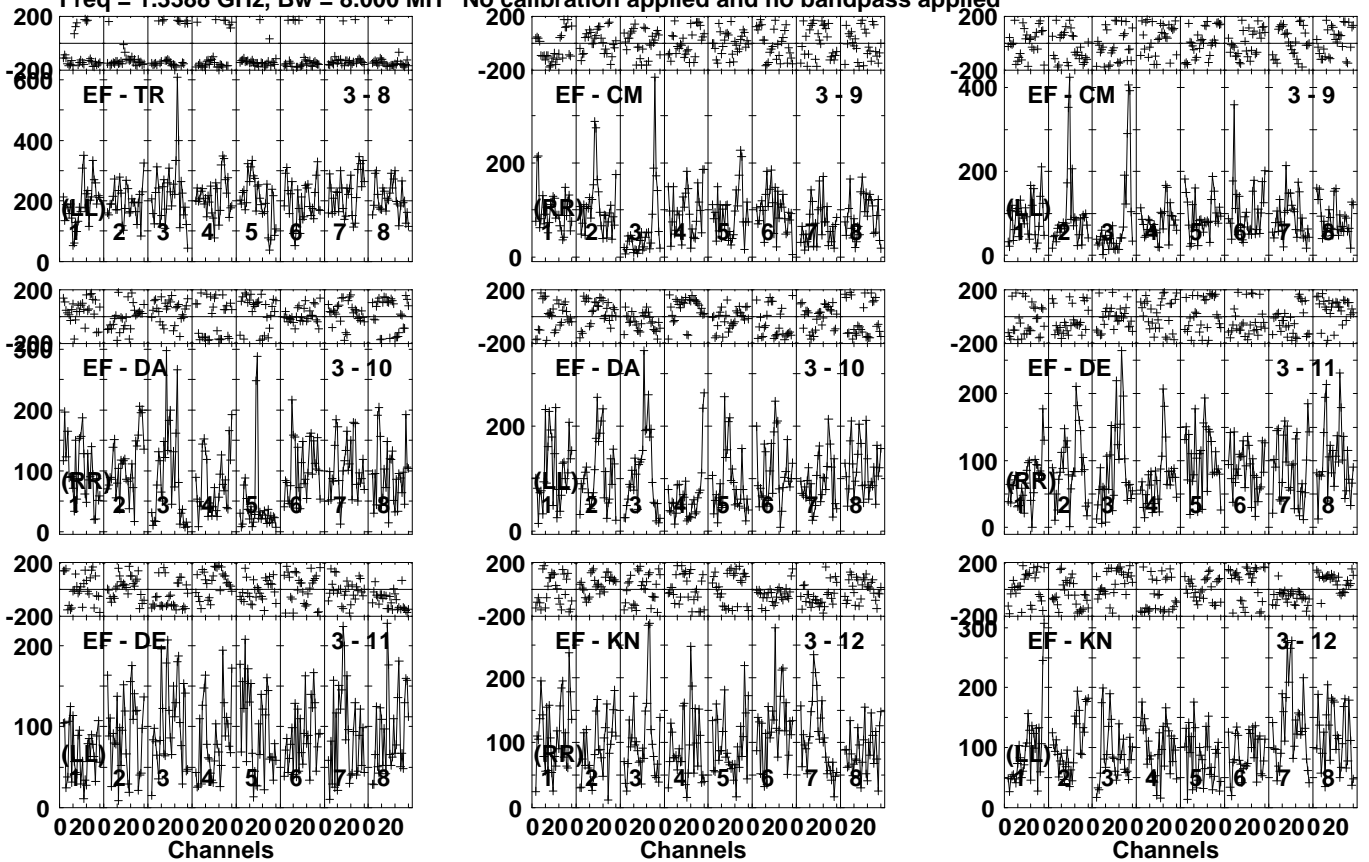 Freq = 1.5388 GHz, Bw = 8.000 MH No calibration applied and no bandpass applied
200 200 200
-200 -200 -200
600 EF - TR 3 - 8 EF - CM 3 - 9 400 EF - CM 3 - 9
400
200 200 200
(LL) (RR) (LL)
1 2 3 4 5 6 7 8 1 2 3 4 5 6 7 8 1 2 3 4 5 6 7 8
0 0 0
200 200 200
-200 -200 -200
300 EF - DA 3 - 10 EF - DA 3 - 10 EF - DE 3 - 11
200 200 200
100 100
(RR) (LL) (RR)
1 2 3 4 5 6 7 8 1 2 3 4 5 6 7 8 1 2 3 4 5 6 7 8
0 0 0
200 200 200
-200 -200 -200
200 EF - DE 3 - 11 EF - KN 3 - 12 300 EF - KN 3 - 12
200 200
100 100 100
(LL) (RR) (LL)
1 2 3 4 5 6 7 8 1 2 3 4 5 6 7 8 1 2 3 4 5 6 7 8
0 0 0
0 20 0 20 0 20 0 20 0 20 0 20 0 20 0 20 0 20 0 20 0 20 0 20 0 20 0 20 0 20 0 20 0 20 0 20 0 20 0 20 0 20 0 20 0 20 0 20
Channels Channels Channels